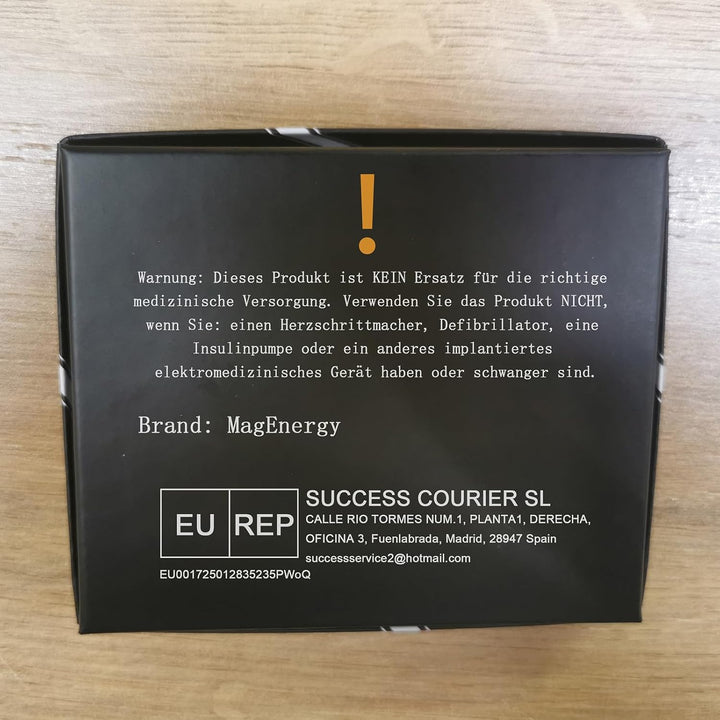 !
Warnung: Dieses Produkt ist KEIN Ersatz für die richtige
medizinische Versorgung. Verwenden Sie das Produkt NICHT,
wenn Sie: einen Herzschrittmacher, Defibrillator, eine
Insulinpumpe oder ein anderes implantiertes
elektromedizinisches Gerät haben oder schwanger sind.
Brand: MagEnergy
EU REP
SUCCESS COURIER SL
CALLE RIO TORMES NUM.1, PLANTA1, DERECHA,
OFICINA 3, Fuenlabrada, Madrid, 28947 Spain
successservice2@hotmail.com
EU001725012835235PWoQ